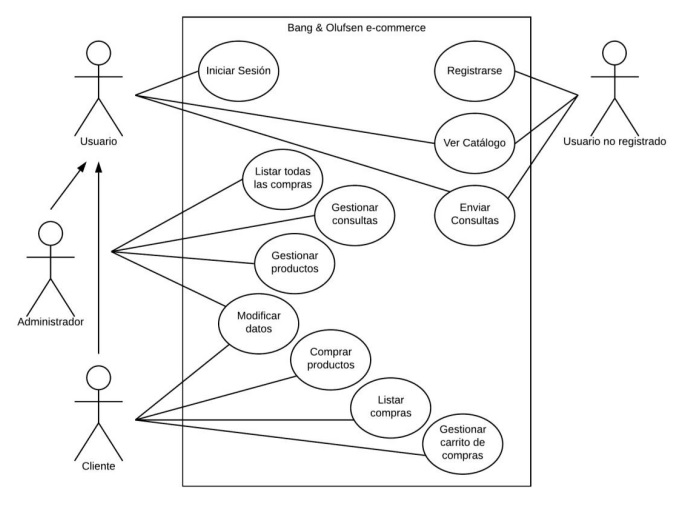 Bang & Olufsen e-commerce
Iniciar Sesión
Registrarse
Usuario
Ver Catálogo
Usuario no registrado
Listar todas
las compras
Gestionar
consultas
Enviar
Consultas
Gestionar
productos
Administrador
Modificar
datos
Comprar
productos
Listar
compras
Gestionar
carrito de
compras
Cliente